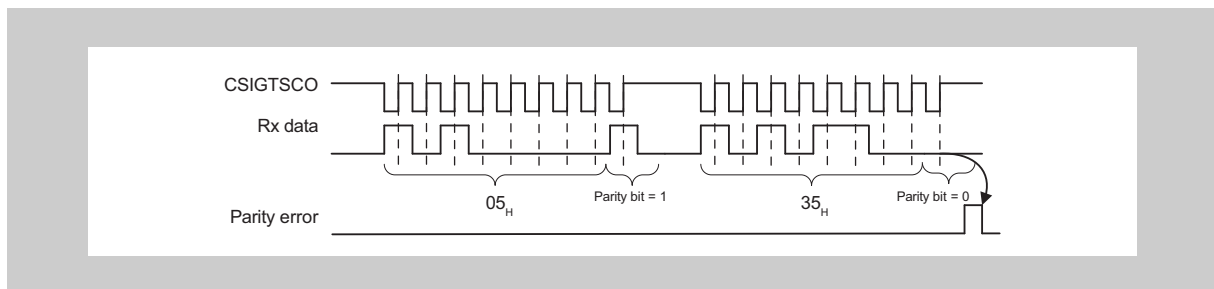 CSIGTSCO
Rx data
05H Parity bit = 1 35H Parity bit = 0
Parity error